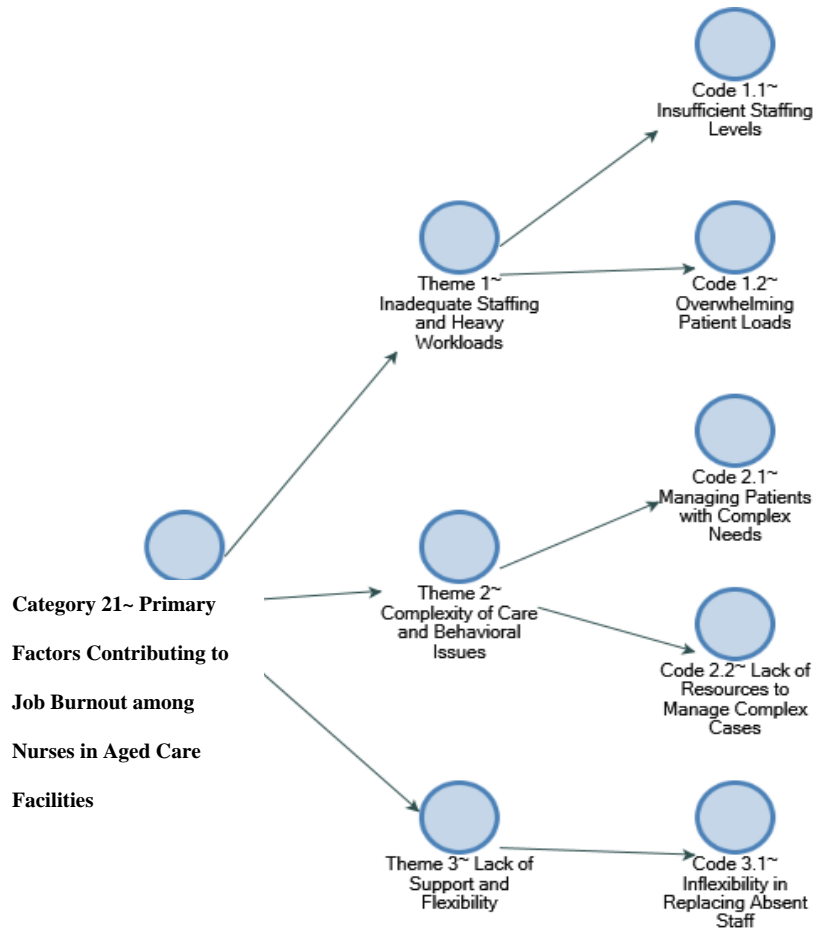 Code 1.1~
Insufficient Staffing
Levels
Theme 1~
Inadequate Staffing
and Heavy
Workloads
Code 1.2~
Overwhelming
Patient Loads
Code 2.1~
Managing Patients
with Complex
Needs
Category 21~ Primary
Factors Contributing to
Job Burnout among
Nurses in Aged Care
Facilities
Theme 2~
Complexity of Care
and Behavioral
Issues
Code 2.2~ Lack of
Resources to
Manage Complex
Cases
Theme 3~ Lack of
Support and
Flexibility
Code 3.1~
Inflexibility in
Replacing Absent
Staff